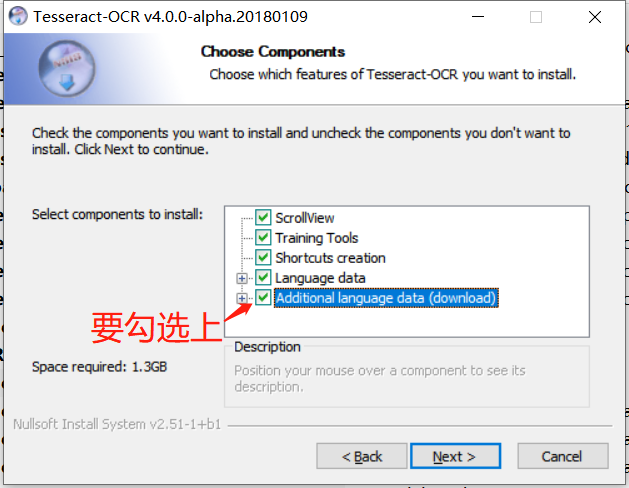 Tesseract-OCR v4.0.0-alpha.20180109
Choose Components
Choose which features of Tesseract-OCR you want to install.
Check the components you want to install and uncheck the components you don't want to
install. Click Next to continue.
Select components to install:
ScrollView
Training Tools
Shortcuts creation
Language data
Additional language data (download)
要勾选上
Space required: 1.3GB
Description
Position your mouse over a component to see its
description.
Nullsoft Install System v2.51-1+b1
< Back
Next >
Cancel